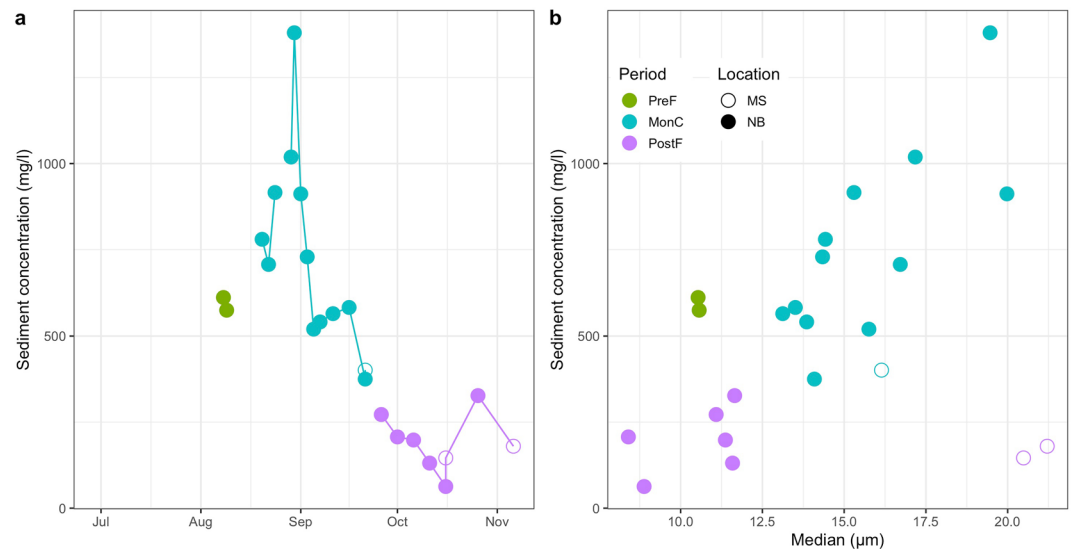 a
Sediment concentration (mg/l)
1000
500
0
Jul Aug Sep Oct Nov
b
Sediment concentration (mg/l)
1000
500
0
Period Location
PreF MS
MonC NB
PostF
10.0 12.5 15.0 17.5 20.0
Median (μm)